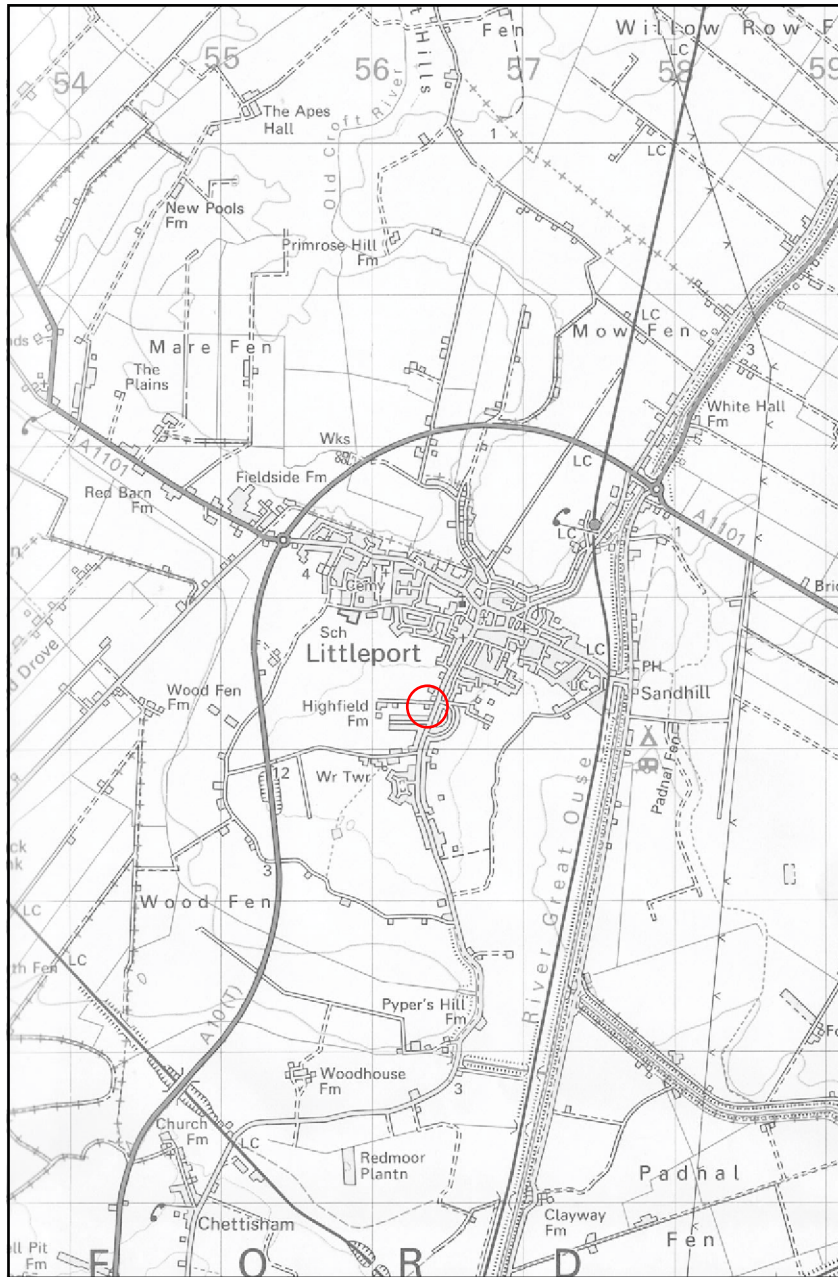 Fen
Willow Row F
LC
54
55
56
57
58
59
Hills
The Apes
Hall
Old Croft River
1
LC
New Pools
Fm
Primrose Hill
Fm
LC
Mow Fen
Mare Fen
3
The
Plains
White Hall
Fm
Wks
A1101
Fieldside Fm
LC
Red Barn
Fm
LC
1
A1101
4
Cemy
Sch
Littleport
LC
PH
LC
Sandhill
Drove
Wood Fen
Fm
Highfield
Fm
12
Wr Twr
Padnal Fen
River Great Ouse
3
Wood Fen
LC
LC
A10(T)
Pyper's Hill
Fm
Woodhouse
Fm
3
Church
Fm
LC
Redmoor
Plantn
Padnal
Fen
Chettisham
Clayway
Fm
Pit
Fm
F O R D